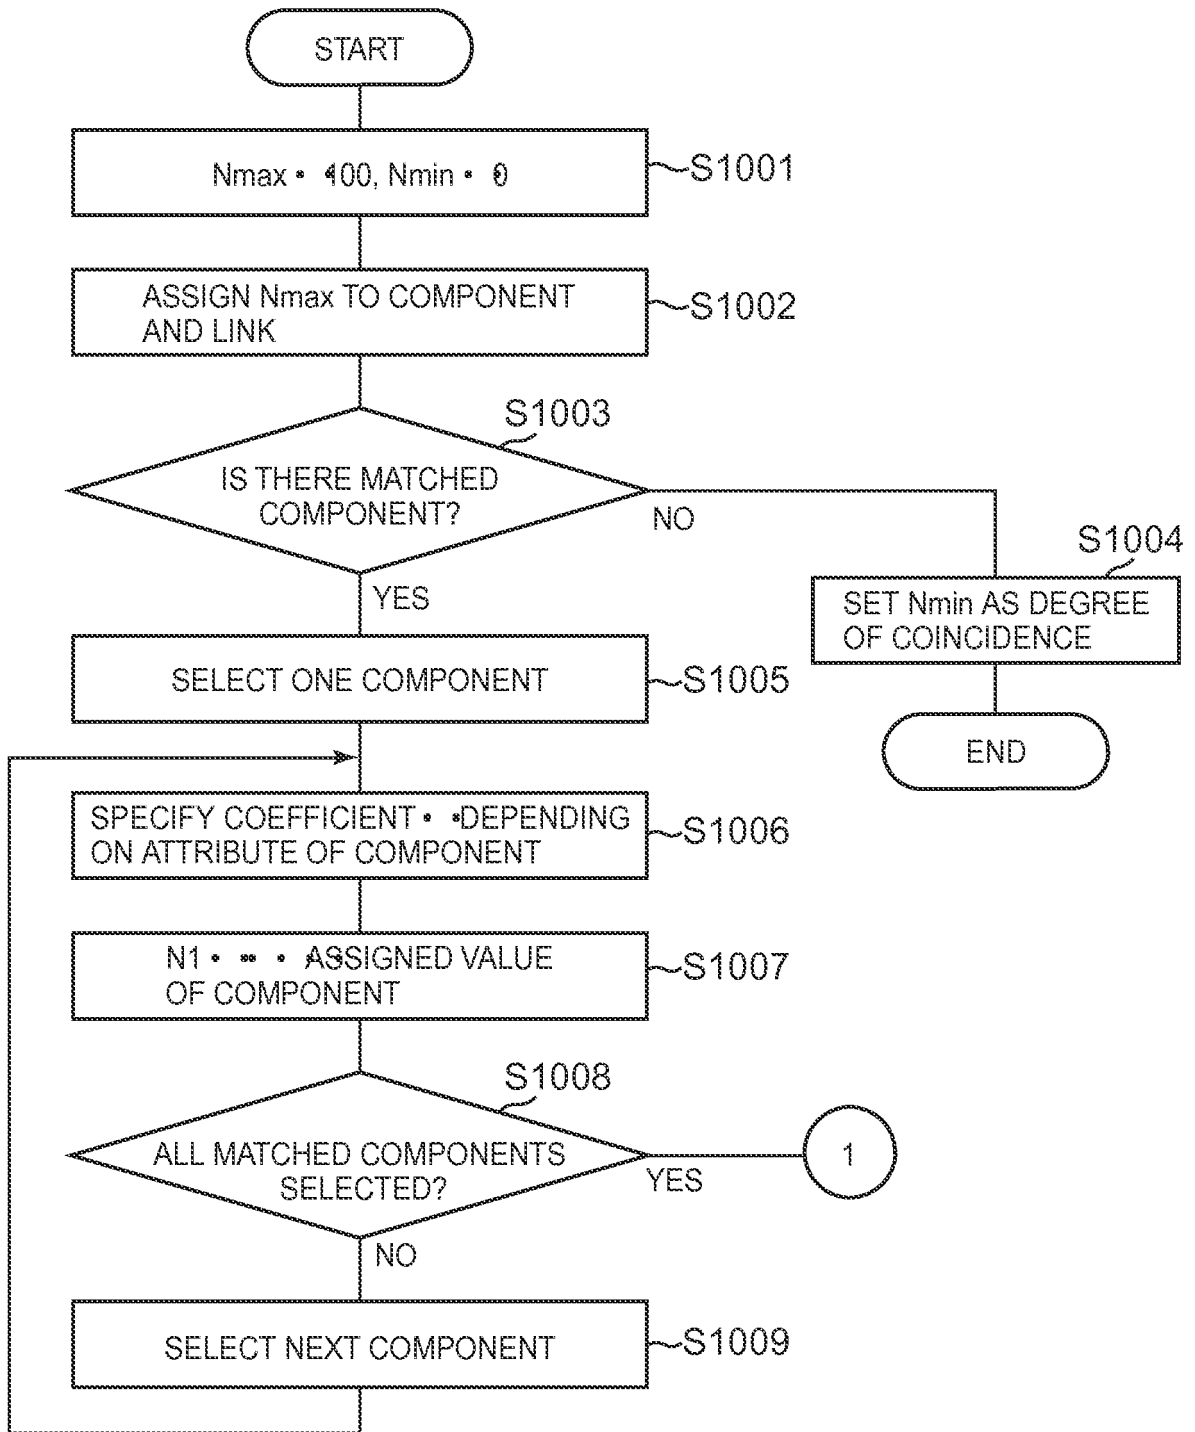 START
Nmax • 100, Nmin • 0
S1001
ASSIGN Nmax TO COMPONENT
AND LINK
S1002
S1003
IS THERE MATCHED
COMPONENT?
NO
YES
S1004
SET Nmin AS DEGREE
OF COINCIDENCE
END
SELECT ONE COMPONENT
S1005
SPECIFY COEFFICIENT • •DEPENDING
ON ATTRIBUTE OF COMPONENT
S1006
N1 • •• • • •ASSIGNED VALUE
OF COMPONENT
S1007
S1008
ALL MATCHED COMPONENTS
SELECTED?
YES
1
NO
SELECT NEXT COMPONENT
S1009